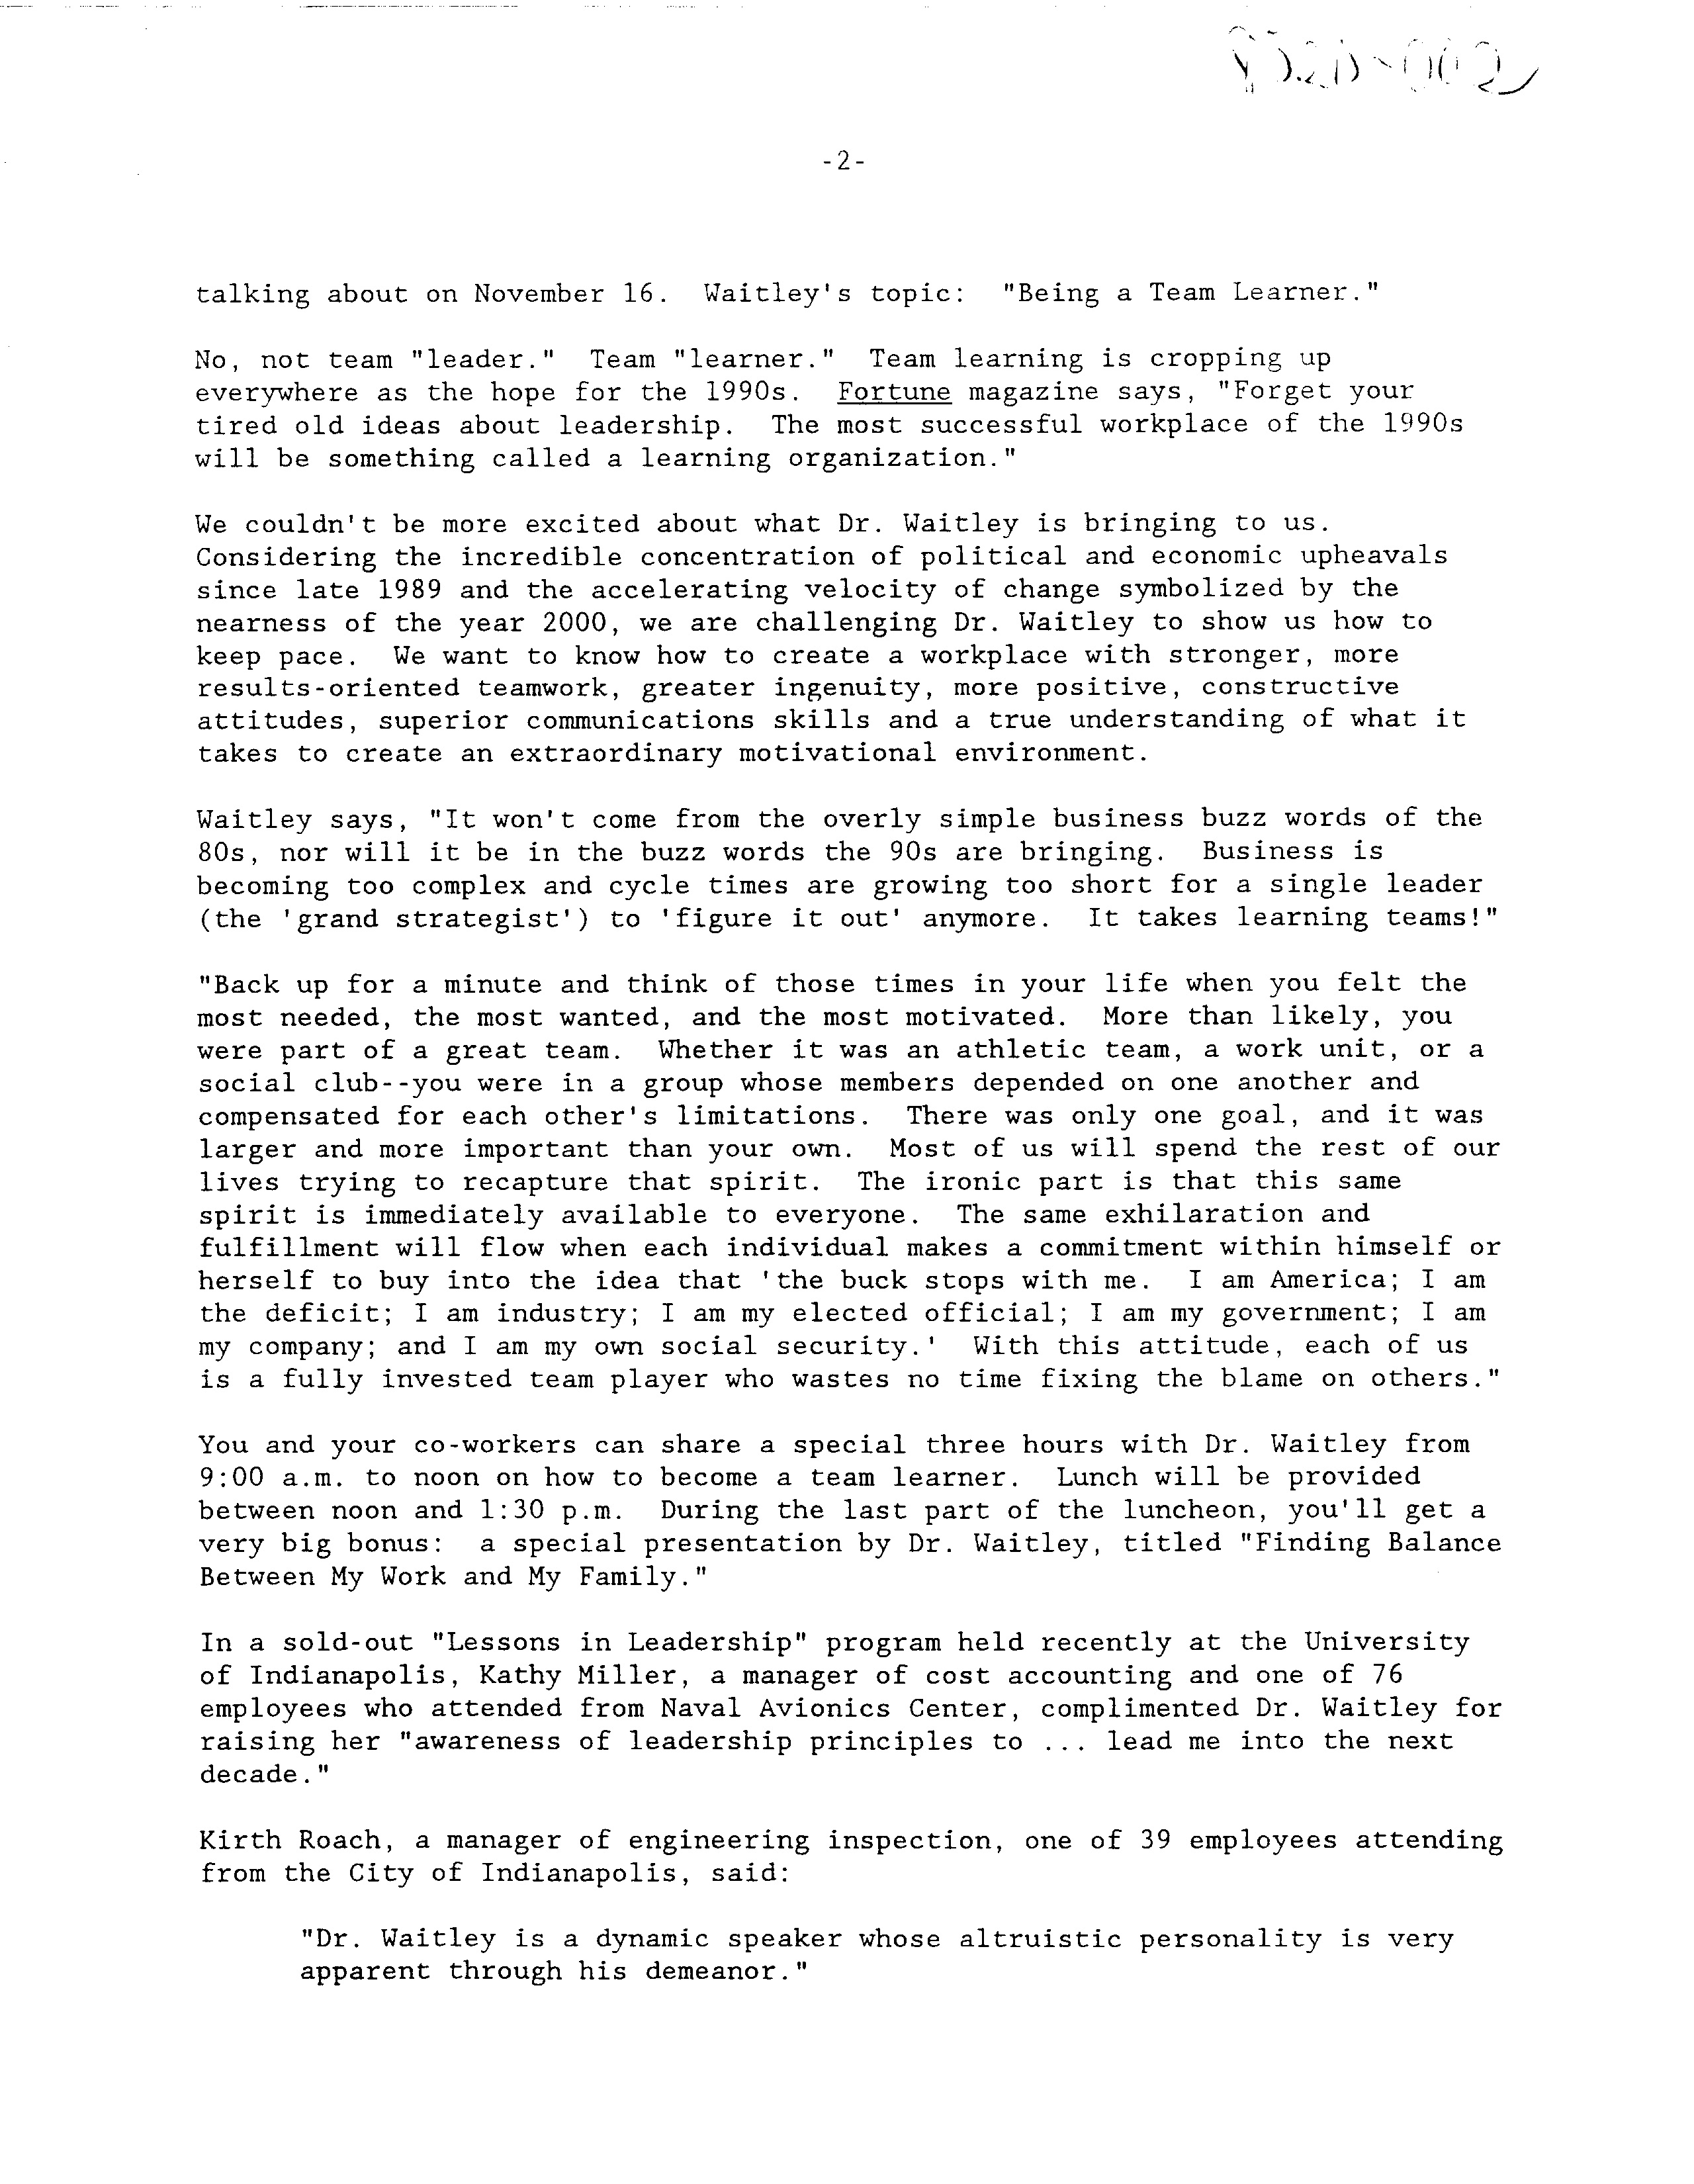 -2-
talking about on November 16. Waitley's topic: "Being a Team Learner."
No, not team "leader." Team "learner." Team learning is cropping up
everywhere as the hope for the 1990s. Fortune magazine says, "Forget your
tired old ideas about leadership. The most successful workplace of the 1990s
will be something called a learning organization."
We couldn't be more excited about what Dr. Waitley is bringing to us.
Considering the incredible concentration of political and economic upheavals
since late 1989 and the accelerating velocity of change symbolized by the
nearness of the year 2000, we are challenging Dr. Waitley to show us how to
keep pace. We want to know how to create a workplace with stronger, more
results-oriented teamwork, greater ingenuity, more positive, constructive
attitudes, superior communications skills and a true understanding of what it
takes to create an extraordinary motivational environment.
Waitley says, "It won't come from the overly simple business buzz words of the
80s, nor will it be in the buzz words the 90s are bringing. Business is
becoming too complex and cycle times are growing too short for a single leader
(the 'grand strategist') to 'figure it out' anymore. It takes learning teams!"
"Back up for a minute and think of those times in your life when you felt the
most needed, the most wanted, and the most motivated. More than likely, you
were part of a great team. Whether it was an athletic team, a work unit, or a
social club--you were in a group whose members depended on one another and
compensated for each other's limitations. There was only one goal, and it was
larger and more important than your own. Most of us will spend the rest of our
lives trying to recapture that spirit. The ironic part is that this same
spirit is immediately available to everyone. The same exhilaration and
fulfillment will flow when each individual makes a commitment within himself or
herself to buy into the idea that 'the buck stops with me. I am America; I am
the deficit; I am industry; I am my elected official; I am my government; I am
my company; and I am my own social security.' With this attitude, each of us
is a fully invested team player who wastes no time fixing the blame on others."
You and your co-workers can share a special three hours with Dr. Waitley from
9:00 a.m. to noon on how to become a team learner. Lunch will be provided
between noon and 1:30 p.m. During the last part of the luncheon, you'll get a
very big bonus: a special presentation by Dr. Waitley, titled "Finding Balance
Between My Work and My Family."
In a sold-out "Lessons in Leadership" program held recently at the University
of Indianapolis, Kathy Miller, a manager of cost accounting and one of 76
employees who attended from Naval Avionics Center, complimented Dr. Waitley for
raising her "awareness of leadership principles to ... lead me into the next
decade."
Kirth Roach, a manager of engineering inspection, one of 39 employees attending
from the City of Indianapolis, said:
"Dr. Waitley is a dynamic speaker whose altruistic personality is very
apparent through his demeanor."